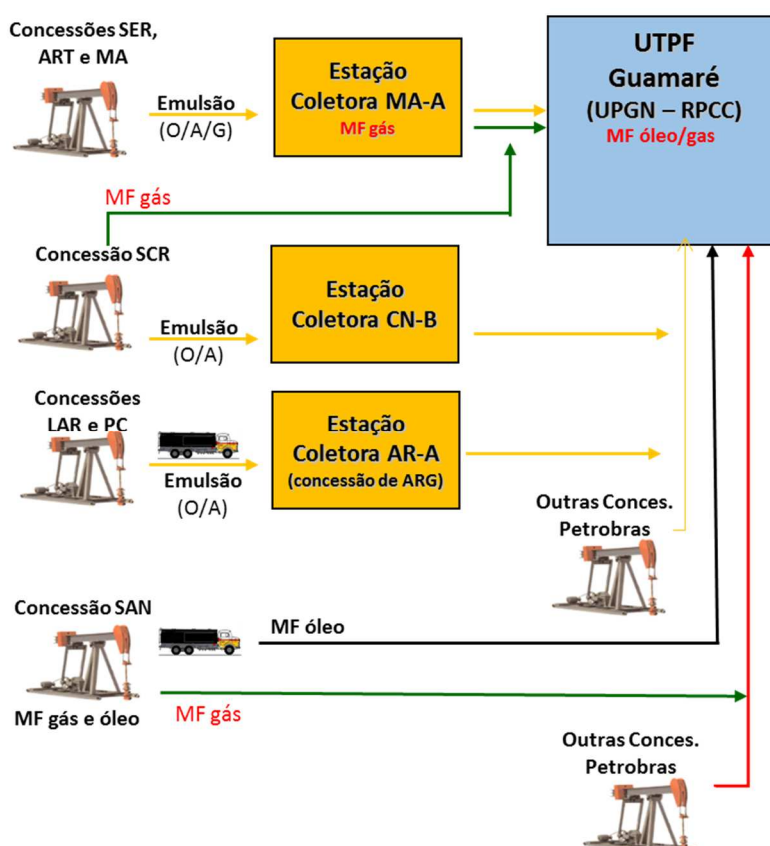 Concessões SER,
ART e MA
Emulsão
(O/A/G)
Estação
Coletora MA-A
MF gás
UTPF
Guamaré
(UPGN – RPCC)
MF óleo/gas
MF gás
Concessão SCR
Emulsão
(O/A)
Estação
Coletora CN-B
Concessões
LAR e PC
Emulsão
(O/A)
Estação
Coletora AR-A
(concessão de ARG)
Outras Conces.
Petrobras
Concessão SAN
MF óleo
MF gás e óleo
MF gás
Outras Conces.
Petrobras